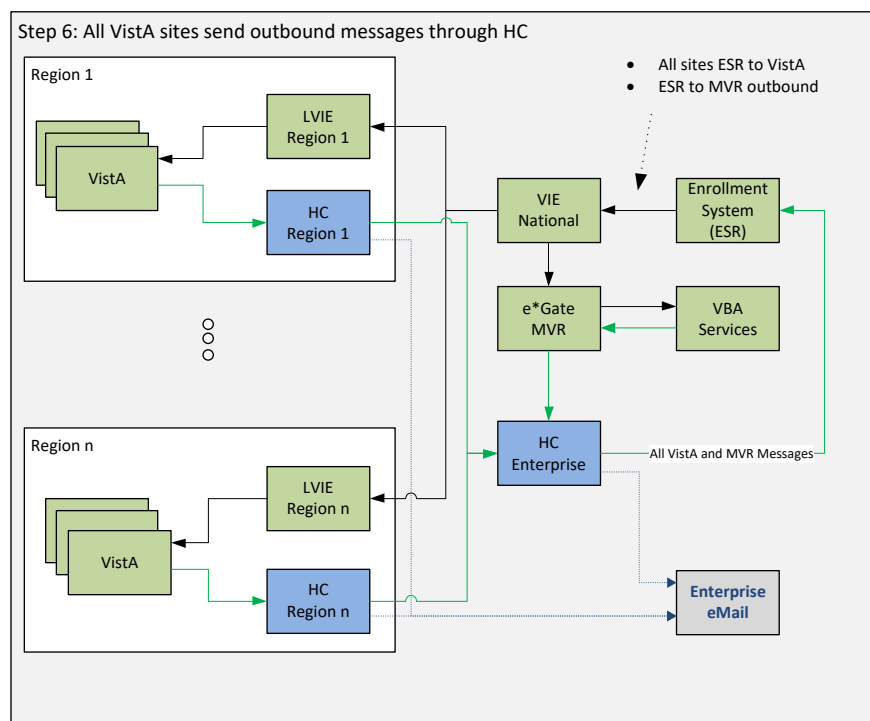 Step 6: All VistA sites send outbound messages through HC
Region 1
• All sites ESR to VistA
• ESR to MVR outbound
LVIE
Region 1
VistA
HC
Region 1
VIE
National
Enrollment
System
(ESR)
e*Gate
MVR
VBA
Services
Region n
HC
Enterprise
All VistA and MVR Messages
LVIE
Region n
VistA
HC
Region n
Enterprise
eMail